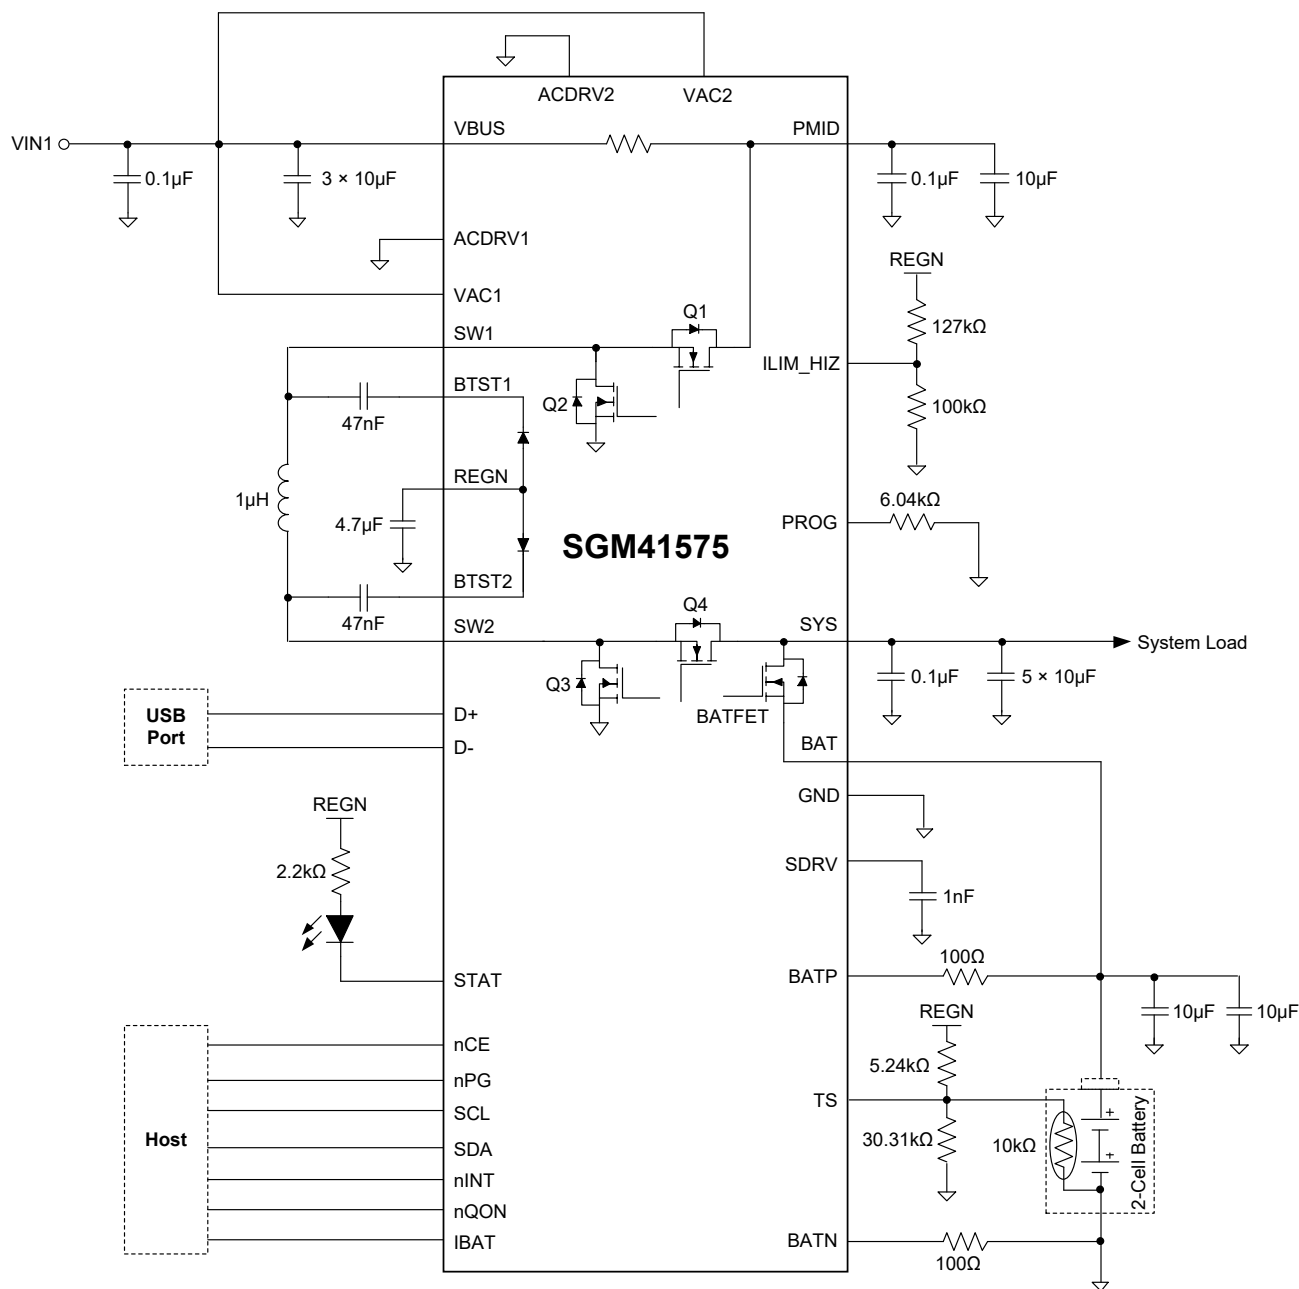 ACDRV2
VAC2
VIN1
VBUS
PMID
0.1µF
3 × 10µF
0.1µF
10µF
ACDRV1
VAC1
REGN
127kΩ
SW1
Q1
ILIM_HIZ
BTST1
Q2
100kΩ
47nF
REGN
1µH
4.7µF
6.04kΩ
PROG
SGM41575
BTST2
47nF
Q4
SW2
SYS
System Load
Q3
0.1µF
5 × 10µF
BATFET
USB
Port
D+
D-
BAT
GND
REGN
2.2kΩ
SDRV
1nF
STAT
BATP
100Ω
10µF
10µF
REGN
5.24kΩ
TS
30.31kΩ
10kΩ
+
+
2-Cell Battery
BATN
100Ω
Host
nCE
nPG
SCL
SDA
nINT
nQON
IBAT